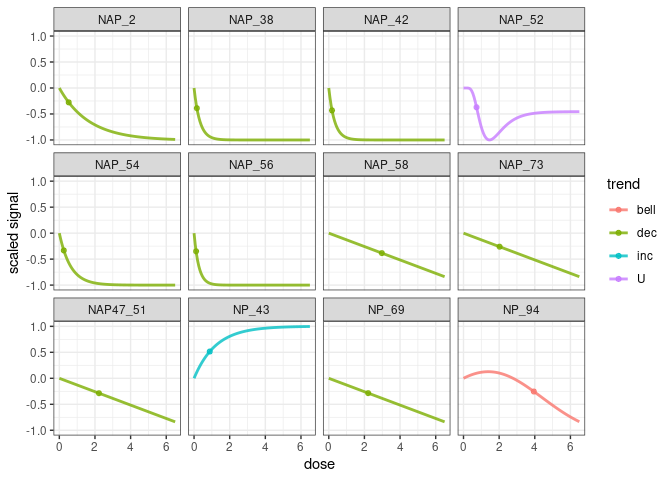 NAP_2 NAP_38 NAP_42 NAP_52
1.0
0.5
0.0
-0.5
-1.0
NAP_54 NAP_56 NAP_58 NAP_73
1.0
0.5
0.0
-0.5
-1.0
NAP47_51 NP_43 NP_69 NP_94
1.0
0.5
0.0
-0.5
-1.0
0 2 4 6 0 2 4 6 0 2 4 6 0 2 4 6
dose
scaled signal
trend
bell
dec
inc
U